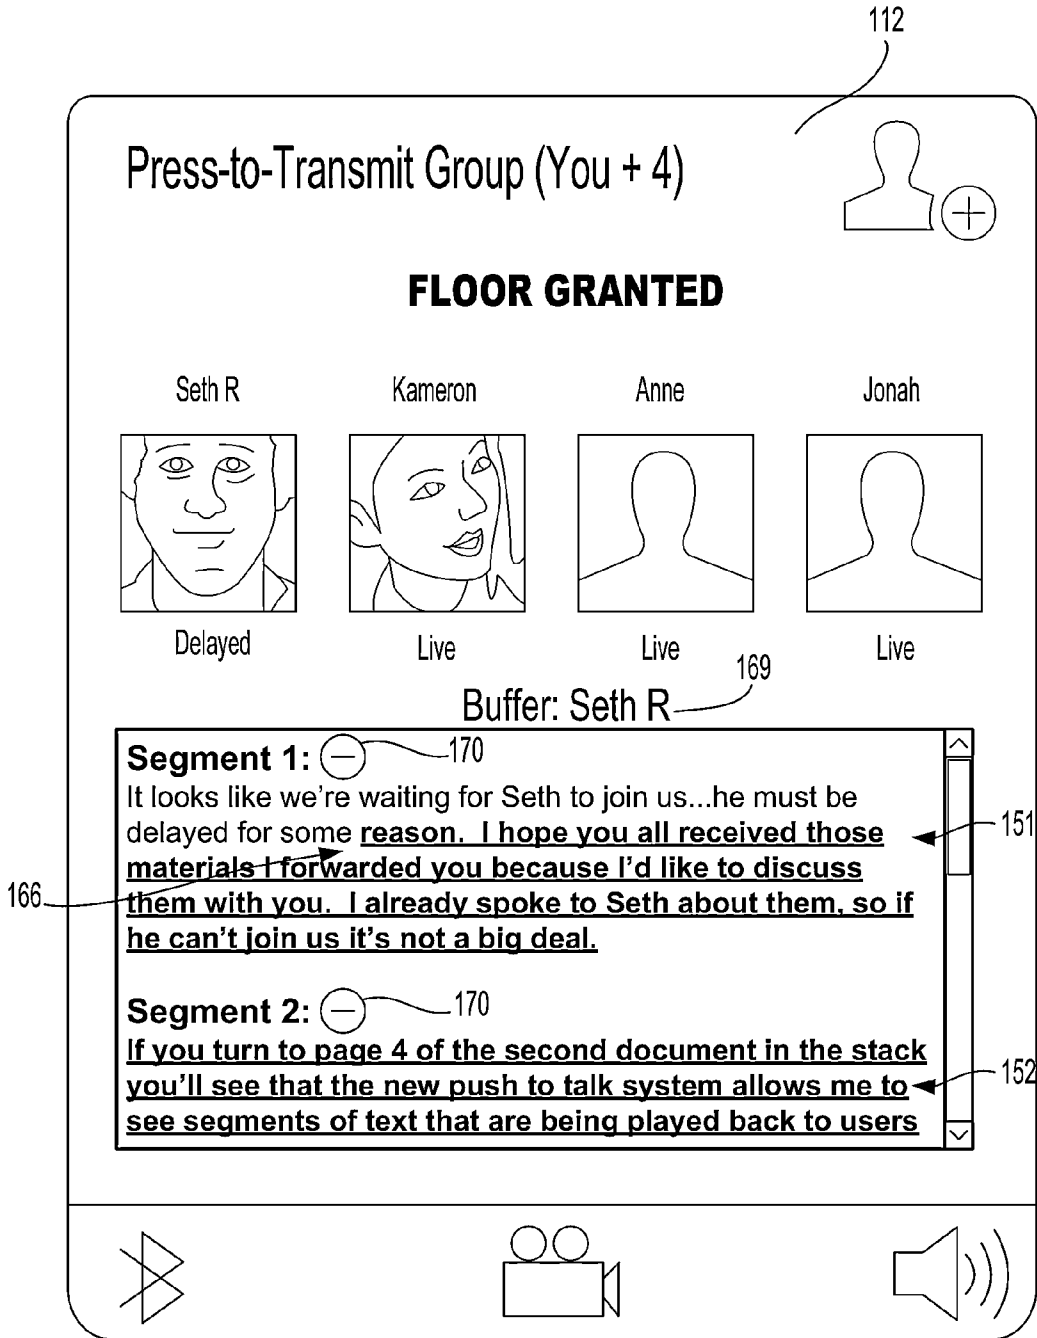 112
Press-to-Transmit Group (You + 4)
FLOOR GRANTED
Seth R Kameron Anne Jonah
Delayed Live Live Live
169
Buffer: Seth R
Segment 1: 170
It looks like we're waiting for Seth to join us...he must be
delayed for some reason. I hope you all received those
151
materials I forwarded you because I'd like to discuss
166
them with you. I already spoke to Seth about them, so if
he can't join us it's not a big deal.
Segment 2: 170
If you turn to page 4 of the second document in the stack
you'll see that the new push to talk system allows me to
152
see segments of text that are being played back to users